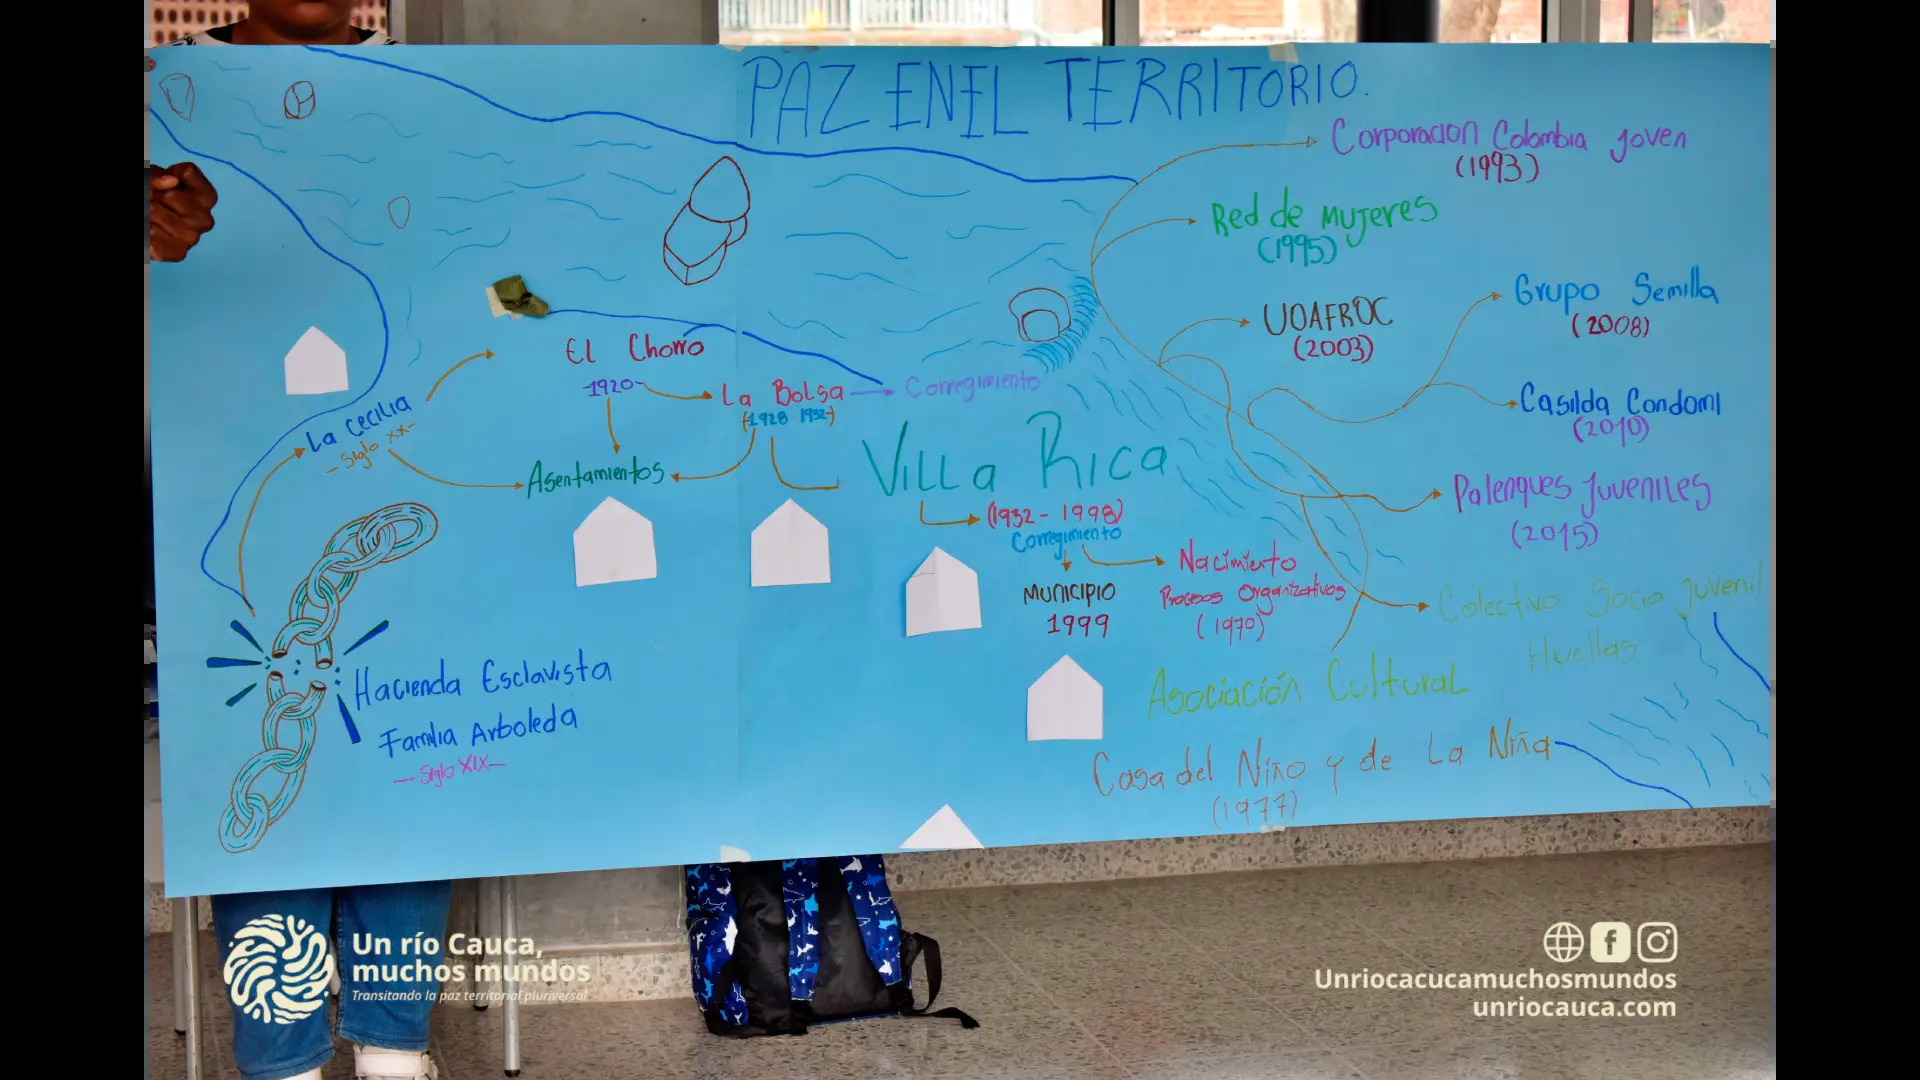 PAZ EN EL TERRITORIO.
Corporacion Colombia Joven
(1993)
Red de Mujeres
(1995)
UOAFROC
(2003)
Grupo Semilla
(2008)
Casilda Condomi
(2010)
Palenques Juveniles
(2015)
Colectivo Socio Juvenil
Huellas
Asociación Cultural
Casa del Niño y de La Niña
(1977)
El Chorro
-1920-
La Bolsa
(1928 1932-)
Corregimiento
La Cecilia
- Siglo XX-
Asentamientos
Villa Rica
(1932 - 1998)
Corregimiento
Municipio
1999
Nacimiento
Procesos Organizativos
(1970)
Hacienda Esclavista
Familia Arboleda
- Siglo XIX-
Un río Cauca,
muchos mundos
Transitando la paz territorial pluriversal
Unriocacucamuchosmundos
unriocauca.com